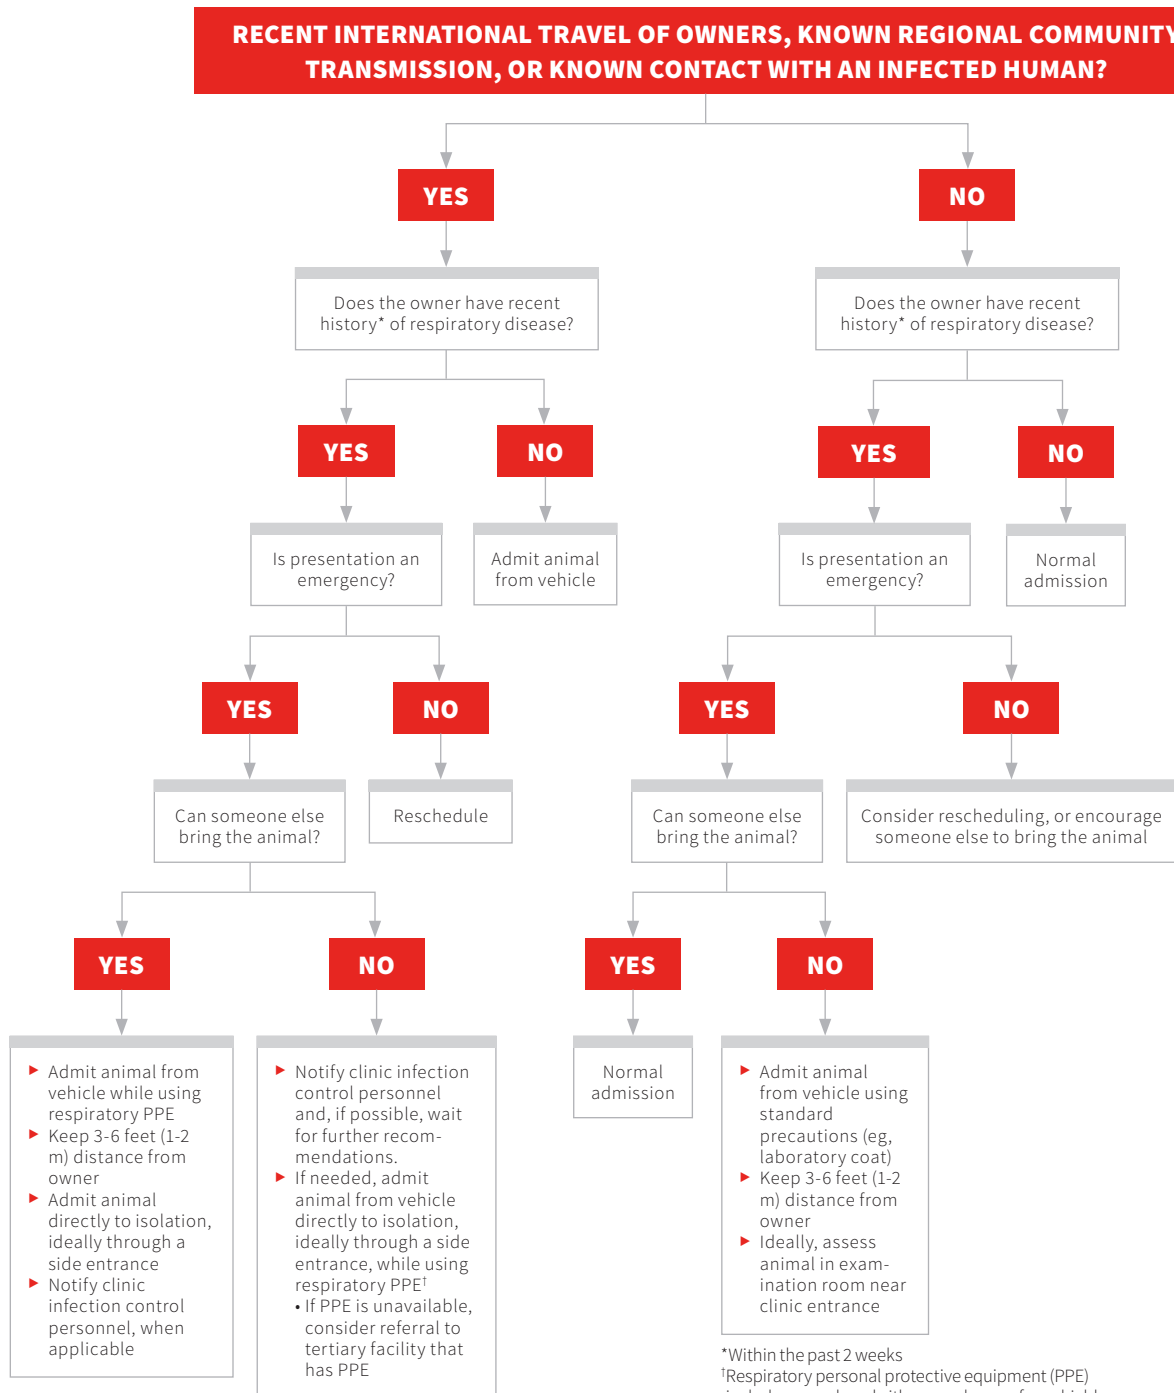 RECENT INTERNATIONAL TRAVEL OF OWNERS, KNOWN REGIONAL COMMUNITY
TRANSMISSION, OR KNOWN CONTACT WITH AN INFECTED HUMAN?
YES
NO
Does the owner have recent
history* of respiratory disease?
Does the owner have recent
history* of respiratory disease?
YES
NO
YES
NO
Is presentation an
emergency?
Admit animal
from vehicle
Is presentation an
emergency?
Normal
admission
YES
NO
YES
NO
Can someone else
bring the animal?
Reschedule
Can someone else
bring the animal?
Consider rescheduling, or encourage
someone else to bring the animal
YES
NO
YES
NO
▶ Admit animal from
vehicle while using
respiratory PPE
▶ Keep 3-6 feet (1-2
m) distance from
owner
▶ Admit animal
directly to isolation,
ideally through a
side entrance
▶ Notify clinic
infection control
personnel, when
applicable
▶ Notify clinic infection
control personnel
and, if possible, wait
for further recom-
mendations.
▶ If needed, admit
animal from vehicle
directly to isolation,
ideally through a side
entrance, while using
respiratory PPE†
• If PPE is unavailable,
consider referral to
tertiary facility that
has PPE
Normal
admission
▶ Admit animal
from vehicle using
standard
precautions (eg,
laboratory coat)
▶ Keep 3-6 feet (1-2
m) distance from
owner
▶ Ideally, assess
animal in exam-
ination room near
clinic entrance
*Within the past 2 weeks
†Respiratory personal protective equipment (PPE)